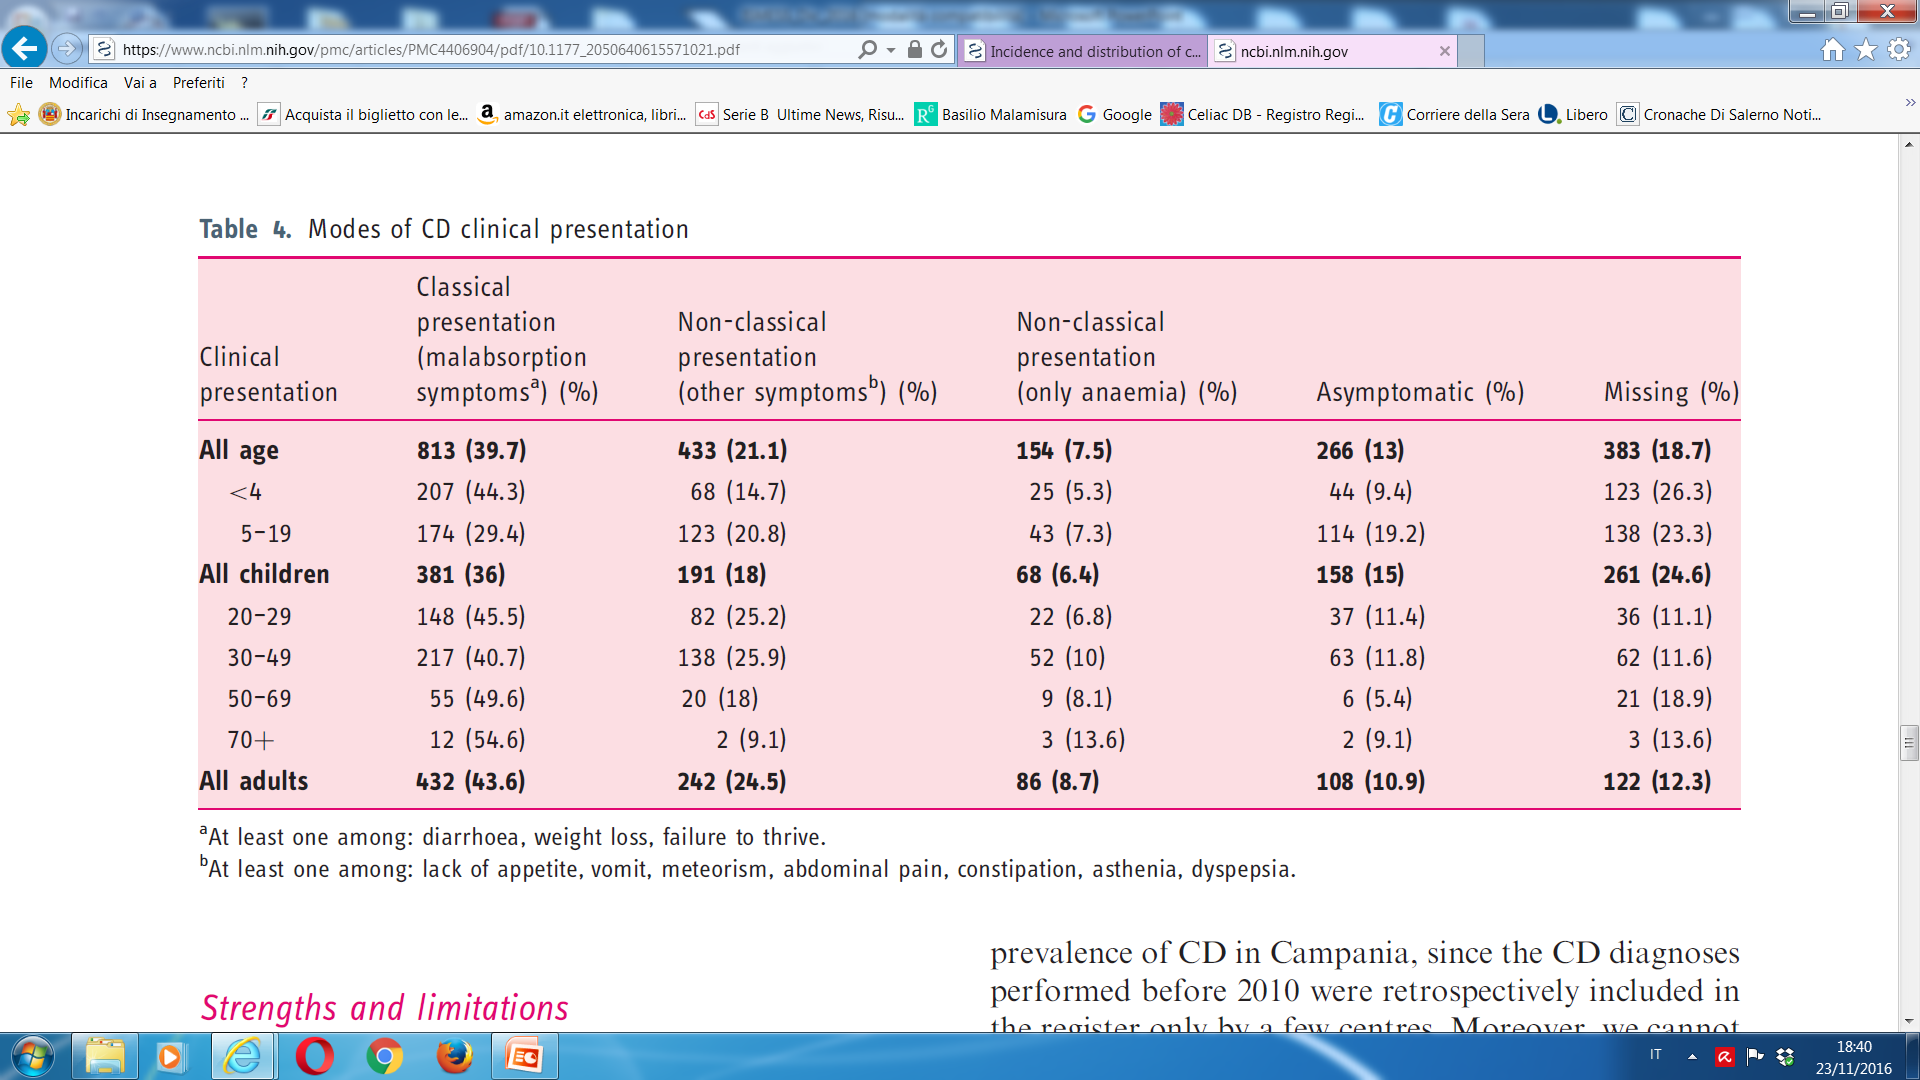 https://www.ncbi.nlm.nih.gov/pmc/articles/PMC4406904/pdf/10.1177_2050640615571021.pdf
Incidence and distribution of c...
ncbi.nlm.nih.gov
File Modifica Vai a Preferiti ?
Incarichi di Insegnamento ... Acquista il biglietto con le... amazon.it elettronica, libri... CdS Serie B Ultime News, Risu... Basilio Malamisura Google Celiac DB - Registro Regi... Corriere della Sera Libero Cronache Di Salerno Noti...
Table 4. Modes of CD clinical presentation
Clinical presentation | Classical presentation (malabsorption symptomsᵃ) (%) | Non-classical presentation (other symptomsᵇ) (%) | Non-classical presentation (only anaemia) (%) | Asymptomatic (%) | Missing (%)
All age 813 (39.7) 433 (21.1) 154 (7.5) 266 (13) 383 (18.7)
<4 207 (44.3) 68 (14.7) 25 (5.3) 44 (9.4) 123 (26.3)
5–19 174 (29.4) 123 (20.8) 43 (7.3) 114 (19.2) 138 (23.3)
All children 381 (36) 191 (18) 68 (6.4) 158 (15) 261 (24.6)
20–29 148 (45.5) 82 (25.2) 22 (6.8) 37 (11.4) 36 (11.1)
30–49 217 (40.7) 138 (25.9) 52 (10) 63 (11.8) 62 (11.6)
50–69 55 (49.6) 20 (18) 9 (8.1) 6 (5.4) 21 (18.9)
70+ 12 (54.6) 2 (9.1) 3 (13.6) 2 (9.1) 3 (13.6)
All adults 432 (43.6) 242 (24.5) 86 (8.7) 108 (10.9) 122 (12.3)
ᵃAt least one among: diarrhoea, weight loss, failure to thrive.
ᵇAt least one among: lack of appetite, vomit, meteorism, abdominal pain, constipation, asthenia, dyspepsia.
Strengths and limitations
prevalence of CD in Campania, since the CD diagnoses
performed before 2010 were retrospectively included in
the register only by a few centres. Moreover, we cannot
IT
18:40
23/11/2016